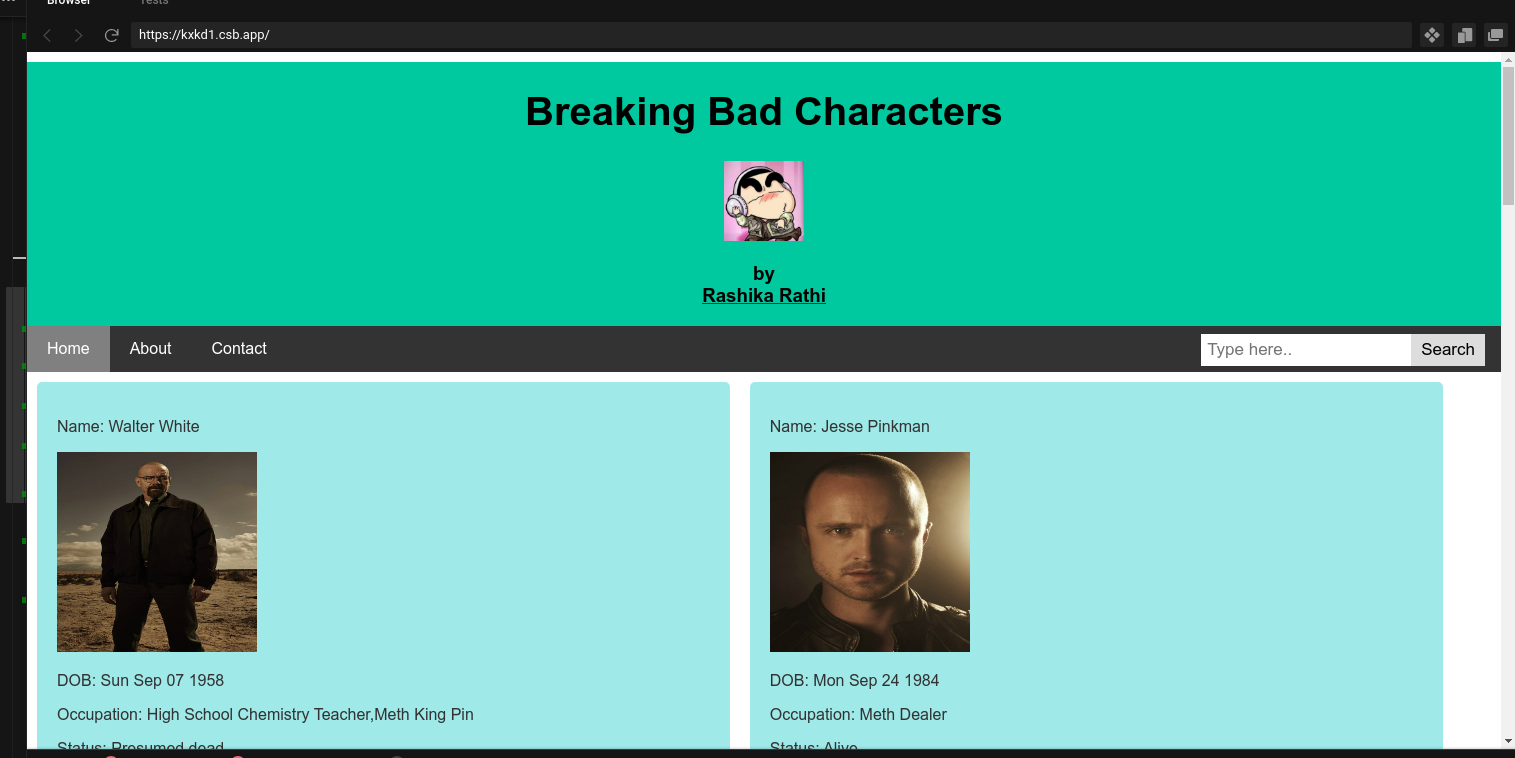 Browser Tests
https://kxkd1.csb.app/
Breaking Bad Characters
by
Rashika Rathi
Home About Contact Type here.. Search
Name: Walter White
DOB: Sun Sep 07 1958
Occupation: High School Chemistry Teacher,Meth King Pin
Status: Presumed dead
Name: Jesse Pinkman
DOB: Mon Sep 24 1984
Occupation: Meth Dealer
Status: Alive